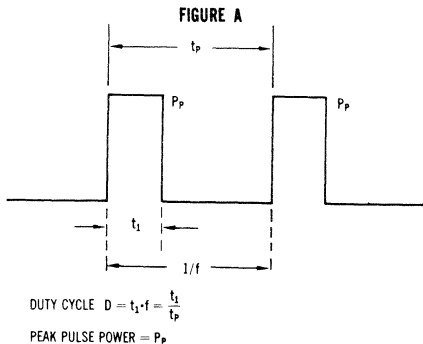 FIGURE A
tP
PP
PP
t1
1/f
DUTY CYCLE D = t1·f = t1/tP
PEAK PULSE POWER = PP